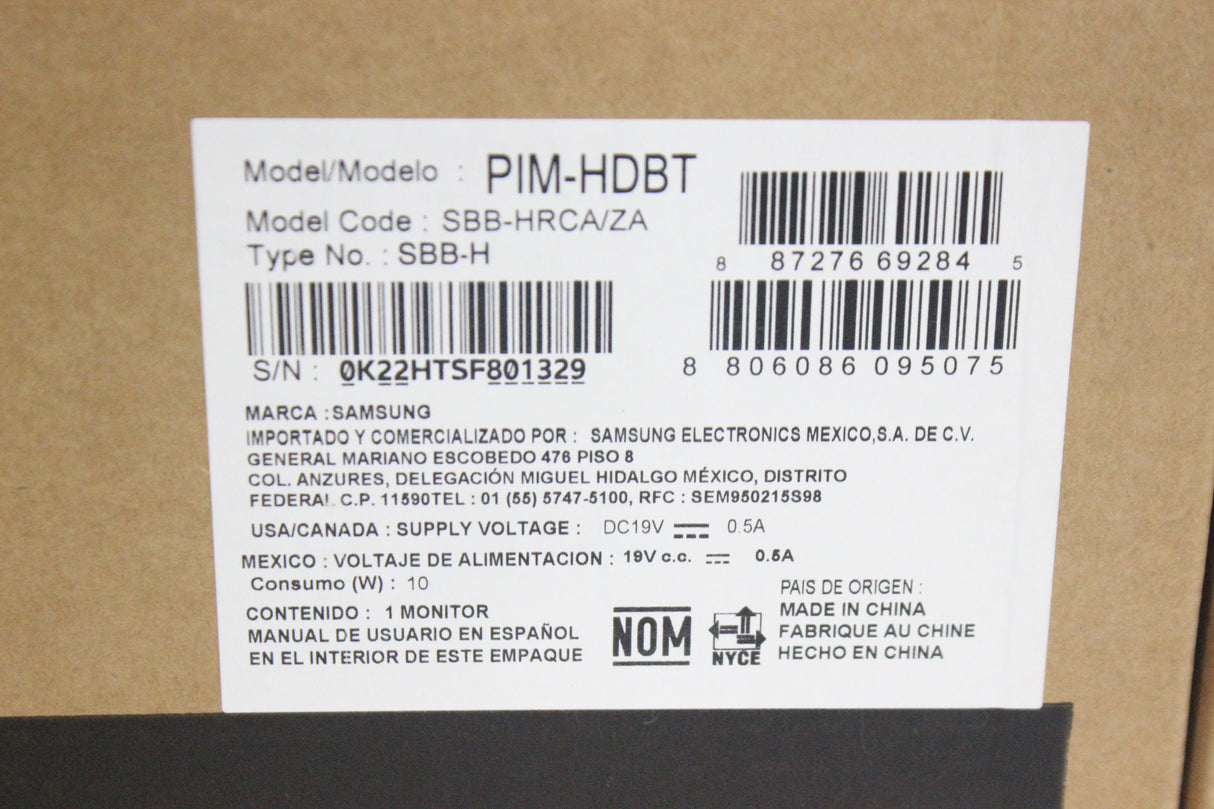 Model/Modelo : PIM-HDBT
Model Code : SBB-HRCA/ZA
Type No. : SBB-H
8 87276 69284 5
8 806086 095075
S/N : 0K22HTSF801329
MARCA :SAMSUNG
IMPORTADO Y COMERCIALIZADO POR : SAMSUNG ELECTRONICS MEXICO,S.A. DE C.V.
GENERAL MARIANO ESCOBEDO 476 PISO 8
COL. ANZURES, DELEGACIÓN MIGUEL HIDALGO MÉXICO, DISTRITO
FEDERAL C.P. 11590TEL : 01 (55) 5747-5100, RFC : SEM950215S98
USA/CANADA : SUPPLY VOLTAGE : DC19V 0.5A
MEXICO : VOLTAJE DE ALIMENTACION : 19V c.c. 0.5A
Consumo (W) : 10
CONTENIDO : 1 MONITOR
MANUAL DE USUARIO EN ESPAÑOL
EN EL INTERIOR DE ESTE EMPAQUE
NOM
NYCE
PAIS DE ORIGEN :
MADE IN CHINA
FABRIQUE AU CHINE
HECHO EN CHINA